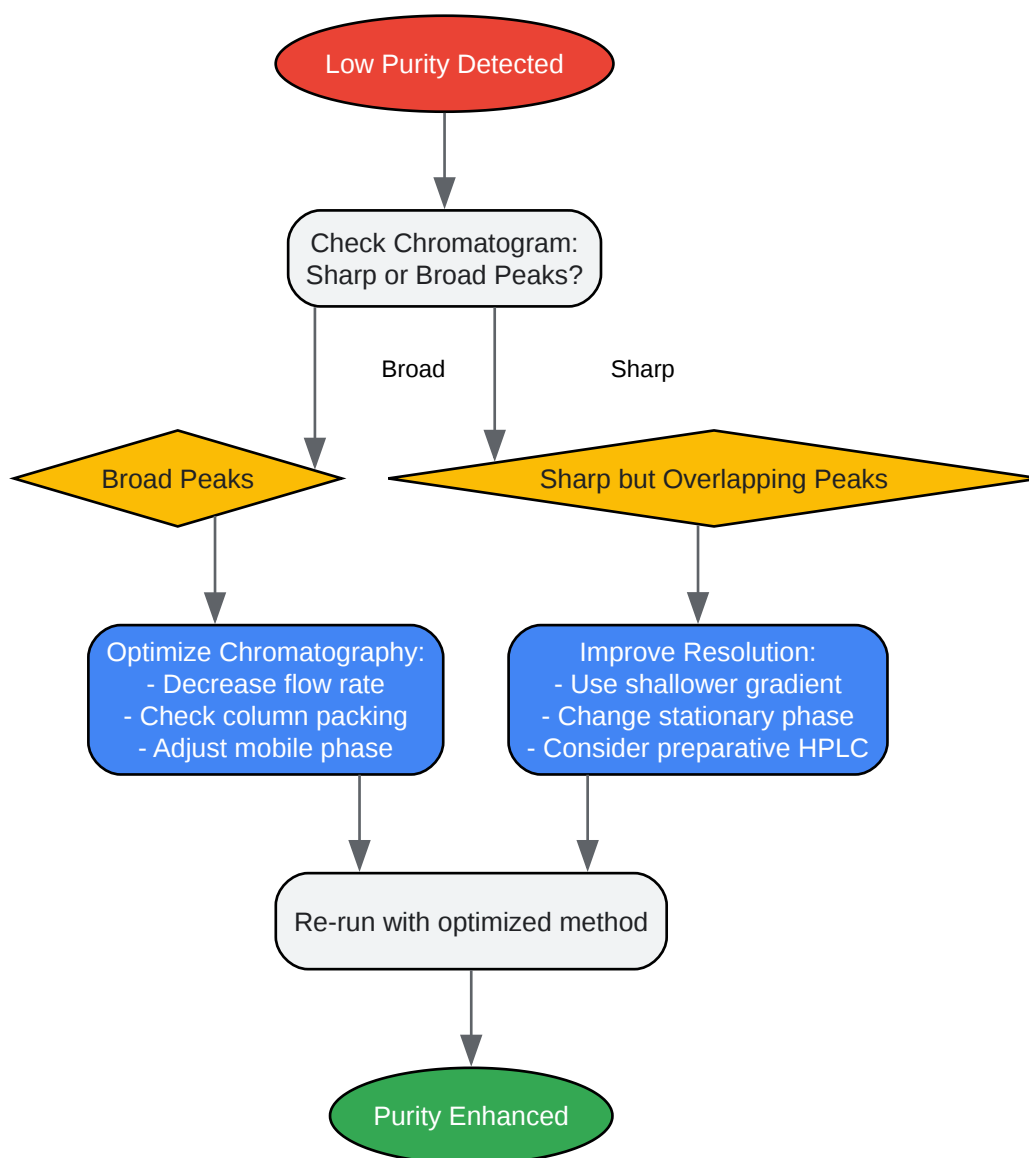 Low Purity Detected
Check Chromatogram:
Sharp or Broad Peaks?
Broad
Sharp
Broad Peaks
Sharp but Overlapping Peaks
Optimize Chromatography:
- Decrease flow rate
- Check column packing
- Adjust mobile phase
Improve Resolution:
- Use shallower gradient
- Change stationary phase
- Consider preparative HPLC
Re-run with optimized method
Purity Enhanced